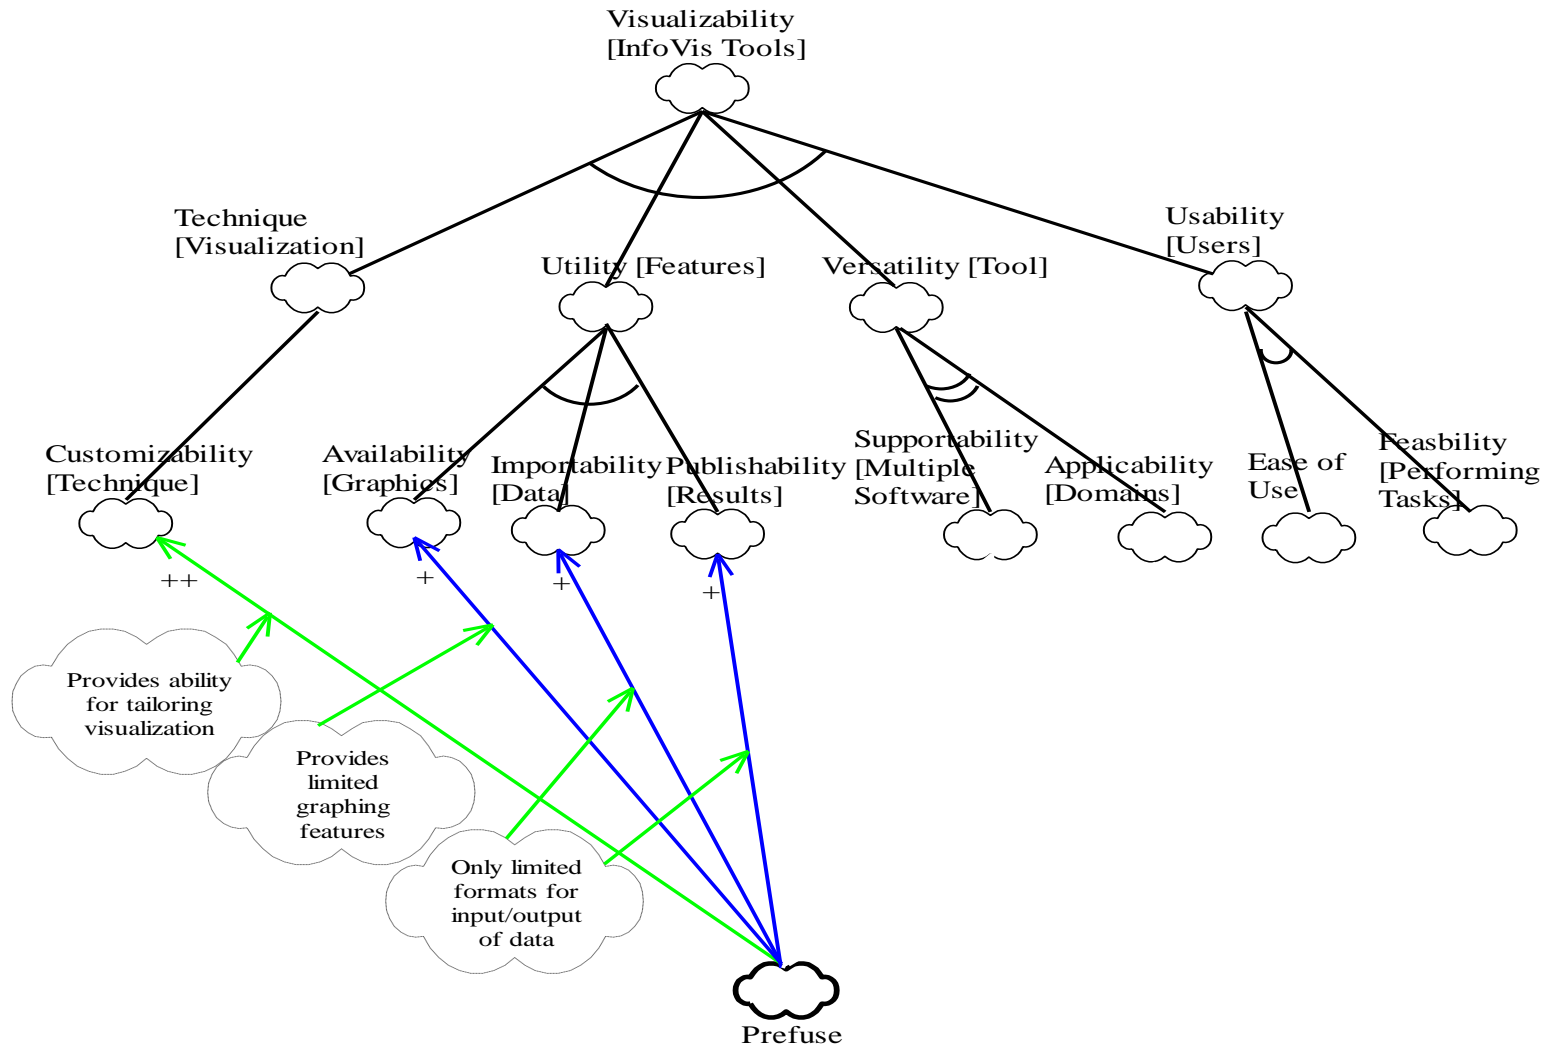 Visualizability
[InfoVis Tools]
Technique
[Visualization]
Utility [Features]
Versatility [Tool]
Usability
[Users]
Customizability
[Technique]
Availability
[Graphics]
Importability
[Data]
Publishability
[Results]
Supportability
[Multiple
Software]
Applicability
[Domains]
Ease of
Use
Feasbility
[Performing
Tasks]
++
+
+
+
Provides ability
for tailoring
visualization
Provides
limited
graphing
features
Only limited
formats for
input/output
of data
Prefuse